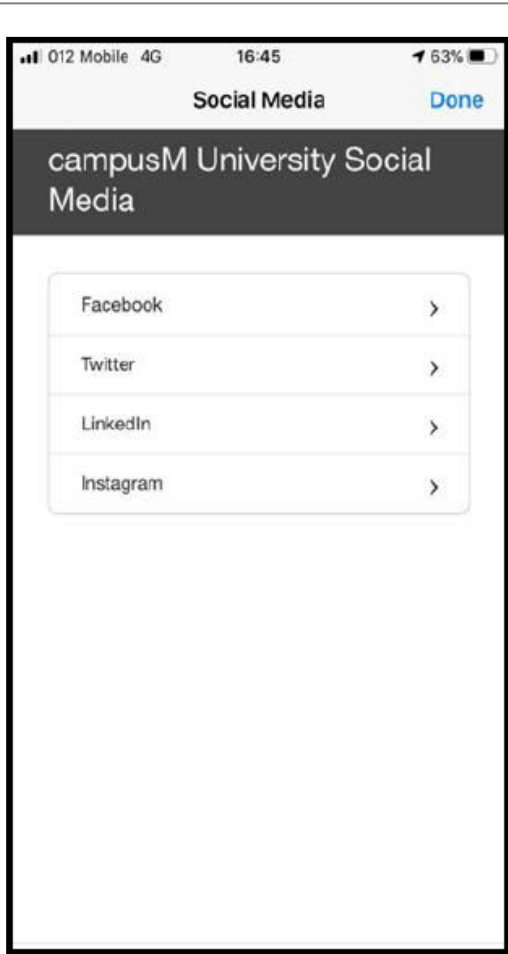 012 Mobile 4G 16:45 63%
Social Media Done
campusM University Social
Media
Facebook
Twitter
LinkedIn
Instagram